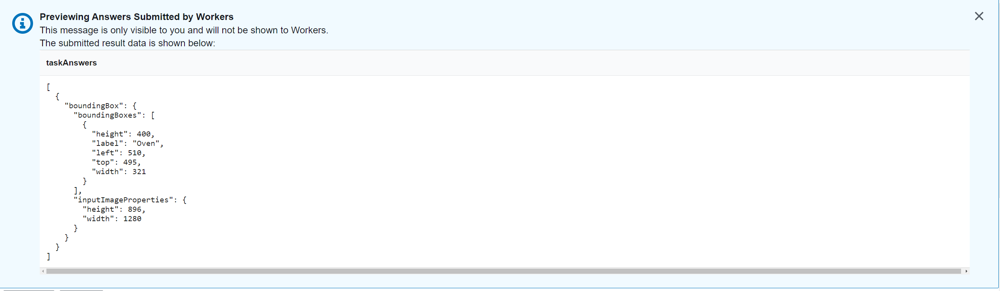 Previewing Answers Submitted by Workers
This message is only visible to you and will not be shown to Workers.
The submitted result data is shown below:
taskAnswers
[
  {
    "boundingBox": {
      "boundingBoxes": [
        {
          "height": 400,
          "label": "Oven",
          "left": 510,
          "top": 495,
          "width": 321
        }
      ],
      "inputImageProperties": {
        "height": 896,
        "width": 1280
      }
    }
  }
]